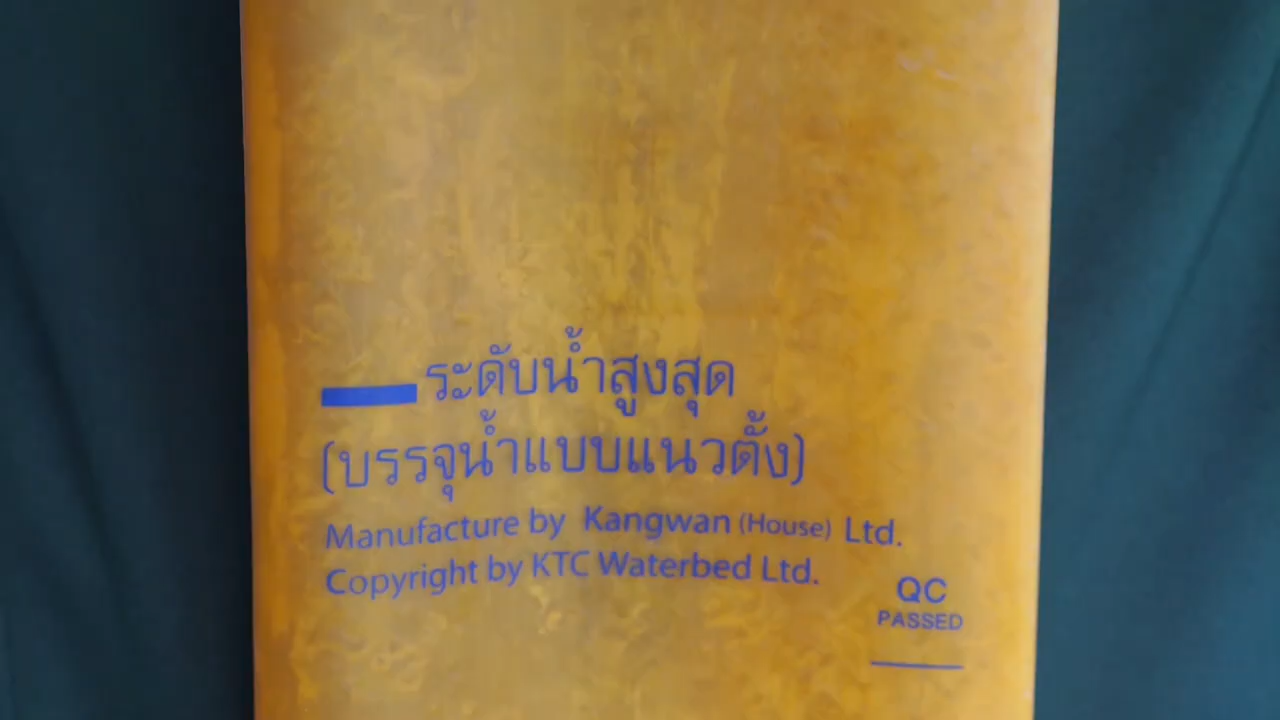 ระดับน้ำสูงสุด
(บรรจุน้ำแบบแนวตั้ง)
Manufacture by Kangwan (House) Ltd.
Copyright by KTC Waterbed Ltd.
QC
PASSED